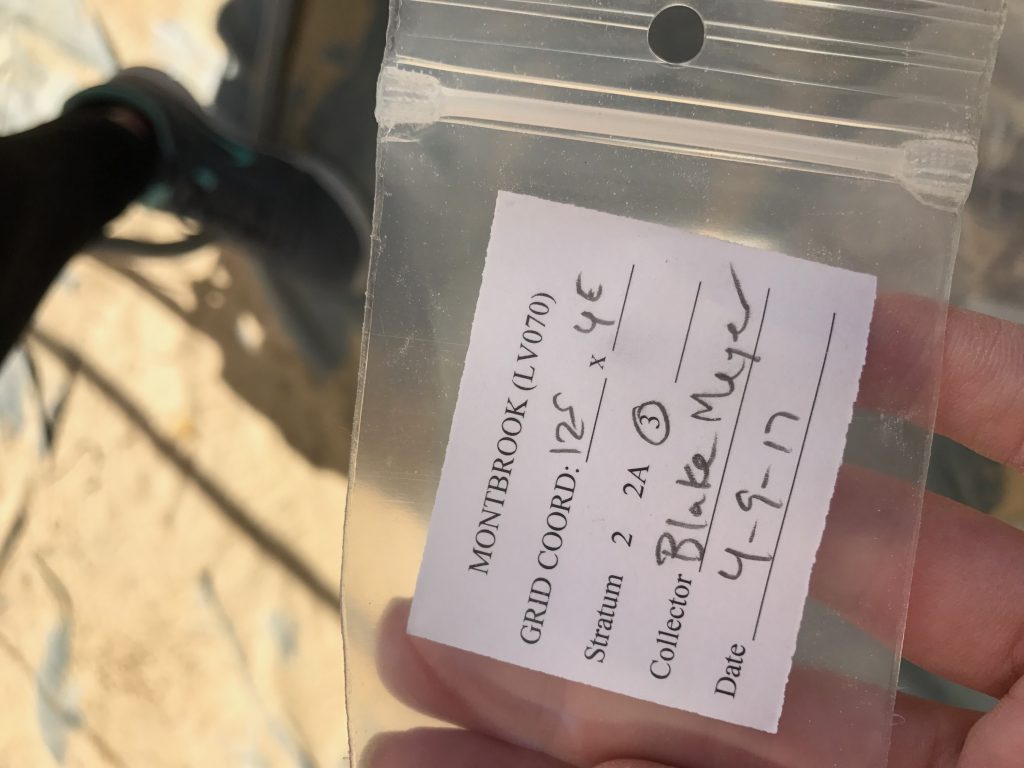 MONTBROOK (LV070)
GRID COORD: 12S x 4E
Stratum 2 2A 3
Collector Blake Meyer
Date 4-9-17